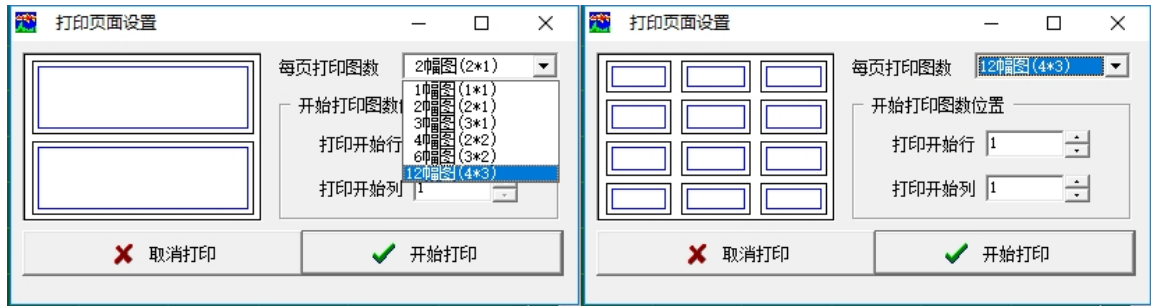 打印页面设置
每页打印图数 2幅图(2*1)
1幅图(1*1)
2幅图(2*1)
3幅图(3*1)
4幅图(2*2)
6幅图(3*2)
12幅图(4*3)
开始打印图数
打印开始行
打印开始列 1
取消打印 开始打印
打印页面设置
每页打印图数 12幅图(4*3)
开始打印图数位置
打印开始行 1
打印开始列 1
取消打印 开始打印